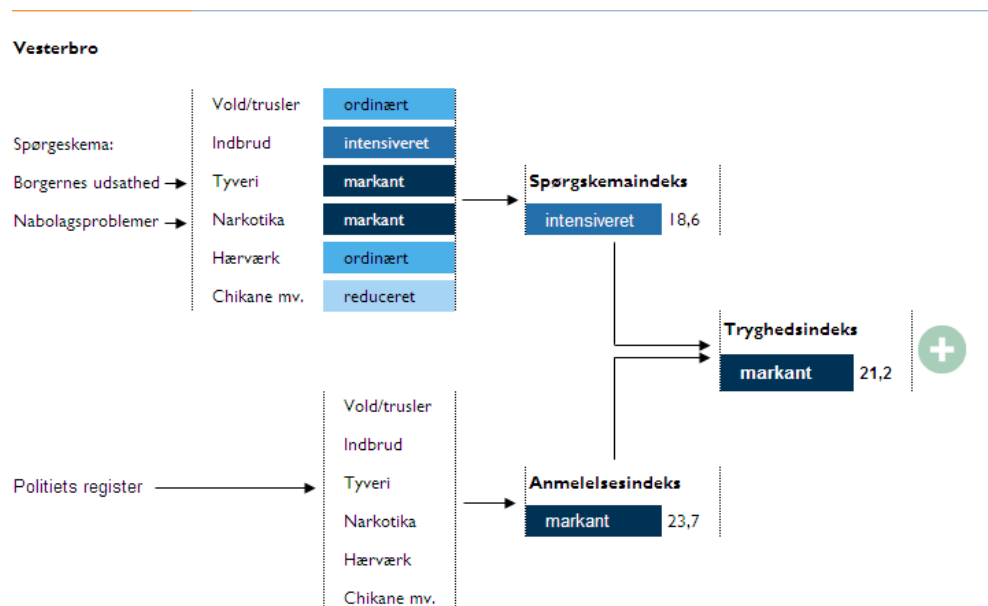 Vesterbro
Vold/trusler ordinært
Spørgeskema: Indbrud intensiveret
Borgernes udsathed Tyveri markant
Spørgskemaindeks
Nabolagsproblemer Narkotika markant
intensiveret 18,6
Hærværk ordinært
Chikane mv. reduceret
Tryghedsindeks
markant 21,2
Vold/trusler
Indbrud
Politiets register Tyveri
Anmelelsesindeks
Narkotika
markant 23,7
Hærværk
Chikane mv.